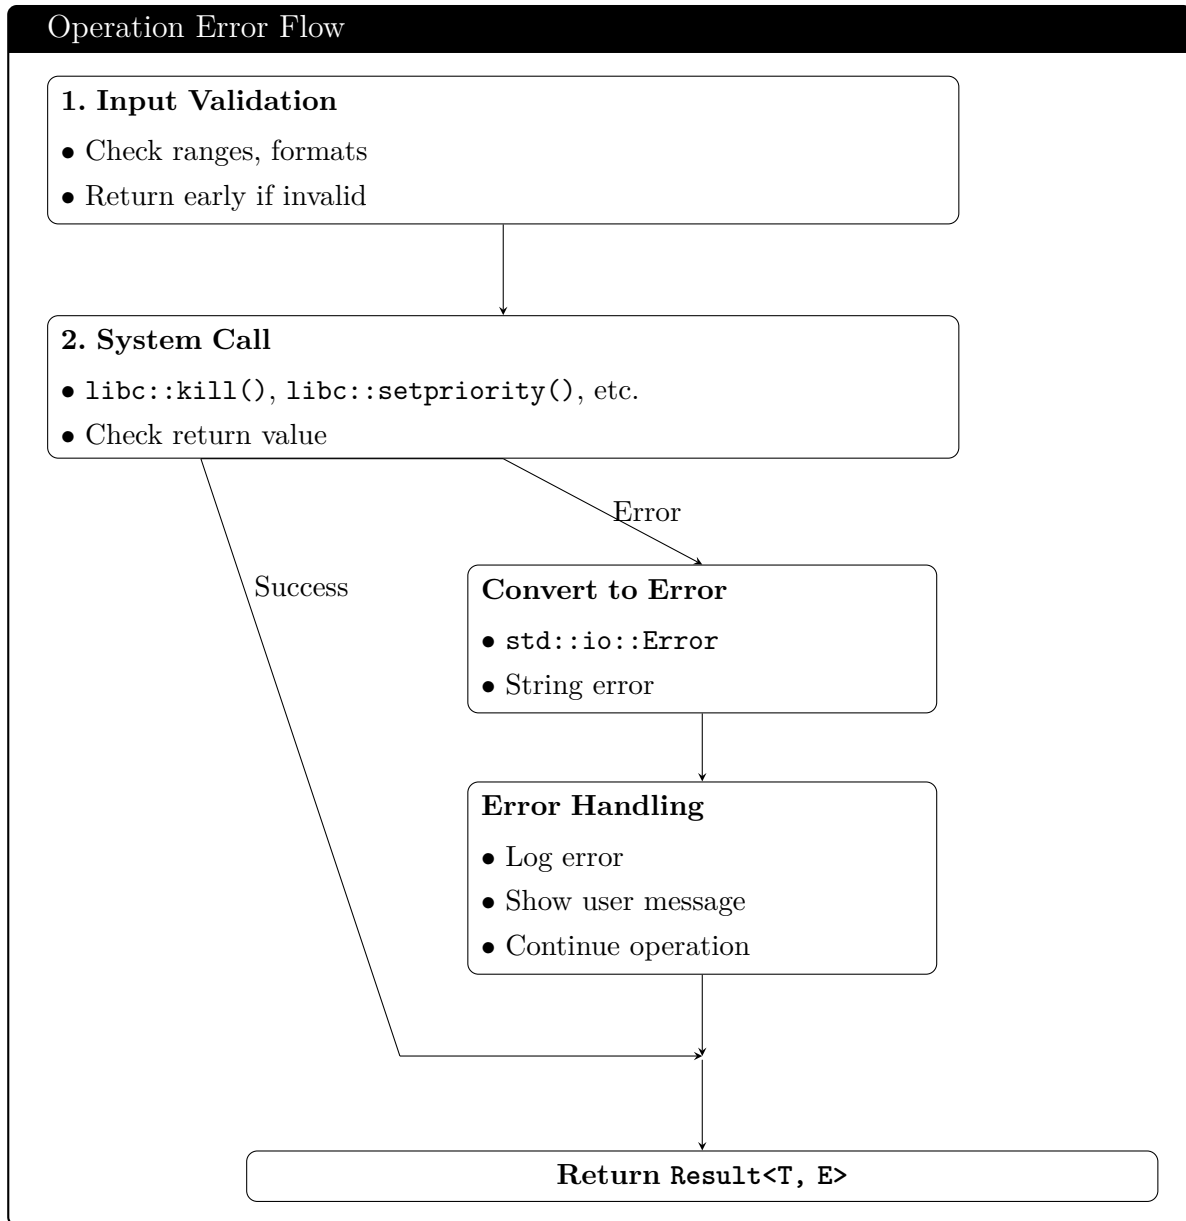 Operation Error Flow
1. Input Validation
• Check ranges, formats
• Return early if invalid
2. System Call
• libc::kill(), libc::setpriority(), etc.
• Check return value
Error
Success
Convert to Error
• std::io::Error
• String error
Error Handling
• Log error
• Show user message
• Continue operation
Return Result<T, E>